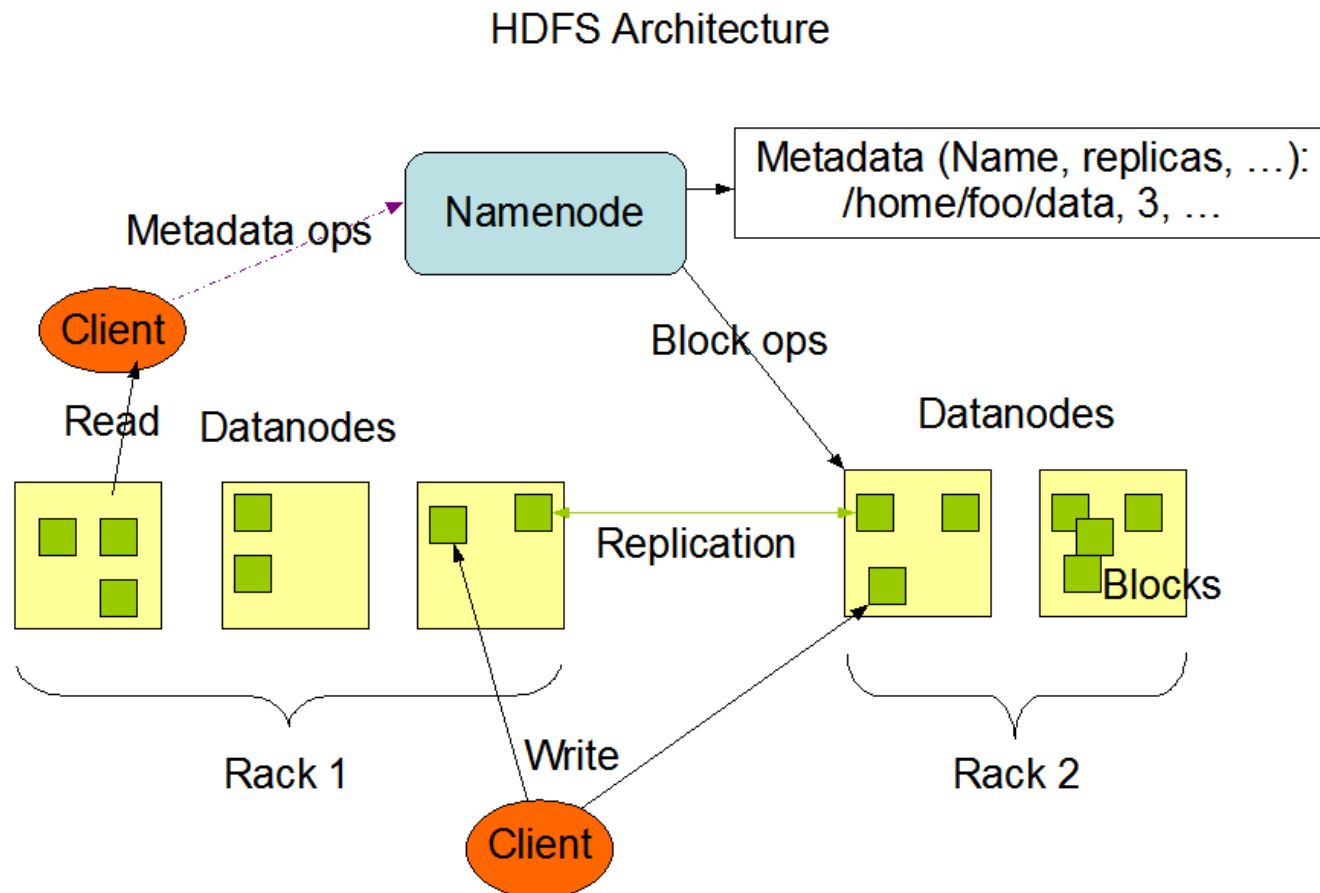 HDFS Architecture
Metadata (Name, replicas, …):
/home/foo/data, 3, …
Namenode
Metadata ops
Client
Block ops
Read
Datanodes
Datanodes
Replication
Blocks
Rack 1
Write
Rack 2
Client